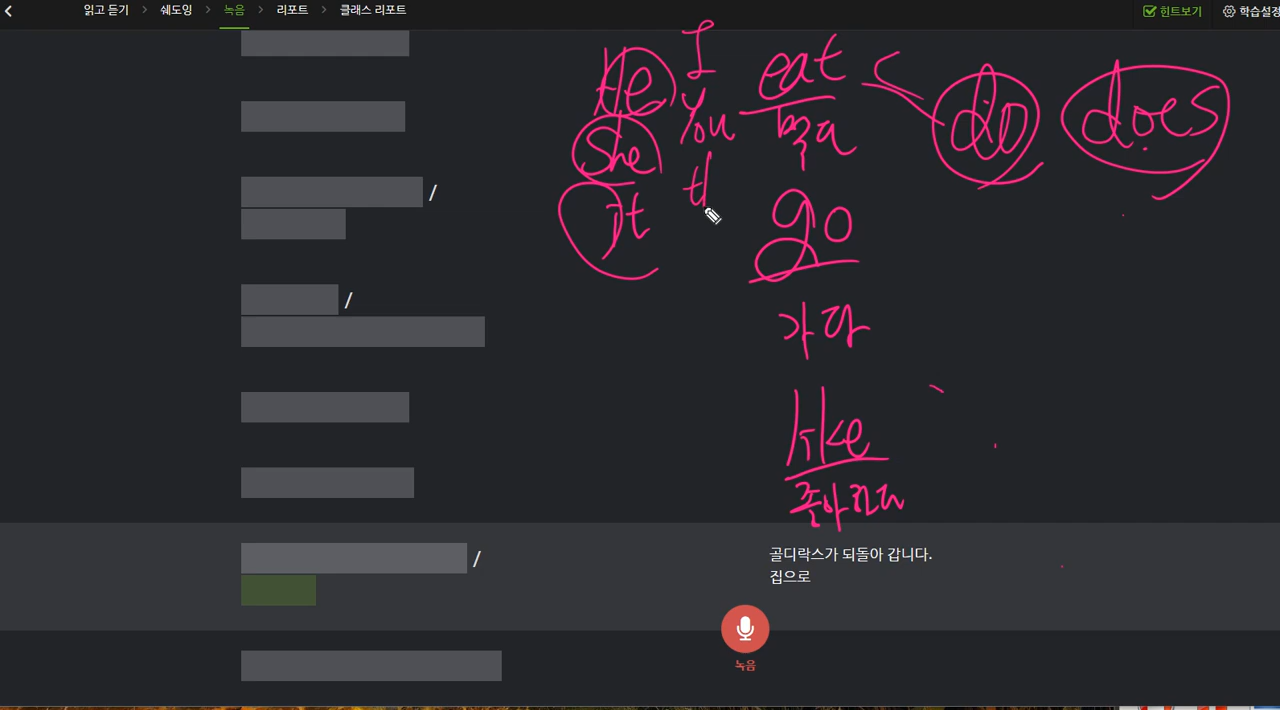 읽고 듣기 > 쉐도잉 > 녹음 > 리포트 > 클래스 리포트
힌트보기
학습설정
He I eat do does
She You 먹다
it th go
가다
like
좋아하다
/
/
/
골디락스가 되돌아 갑니다.
집으로
녹음